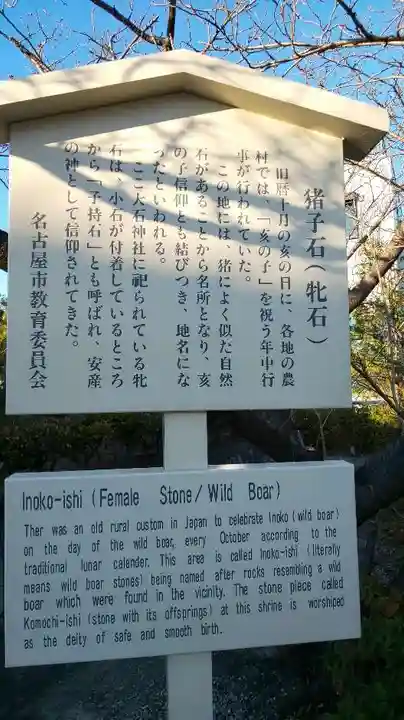 猪子石（牝石）
旧暦十月の亥の日に、各地の農
村では、「亥の子」を祝う年中行
事が行われていた。
この地には、猪によく似た自然
石があることから名所となり、亥
の子信仰とも結びつき、地名にな
ったといわれる。
ここ大石神社に祀られている牝
石は、小石が付着しているところ
から、「子持石」とも呼ばれ、安産
の神として信仰されてきた。
名古屋市教育委員会
Inoko-ishi (Female Stone/Wild Boar)
Ther was an old rural custom in Japan to celebrate Inoko (wild boar)
on the day of the wild boar, every October according to the
traditional lunar calender. This area is called Inoko-ishi (literally
means wild boar stones) being named after rocks resembling a wild
boar which were found in the vicinity. The stone piece called
Komochi-ishi (stone with its offsprings) at this shrine is worshiped
as the deity of safe and smooth birth.